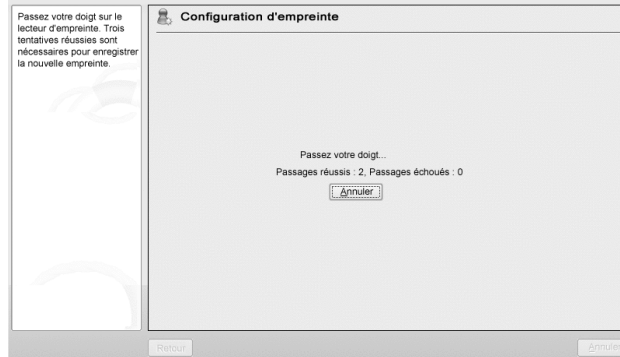 Passez votre doigt sur le
lecteur d'empreinte. Trois
tentatives réussies sont
nécessaires pour enregistrer
la nouvelle empreinte.
Configuration d'empreinte
Passez votre doigt...
Passages réussis : 2, Passages échoués : 0
Annuler
Retour
Annuler